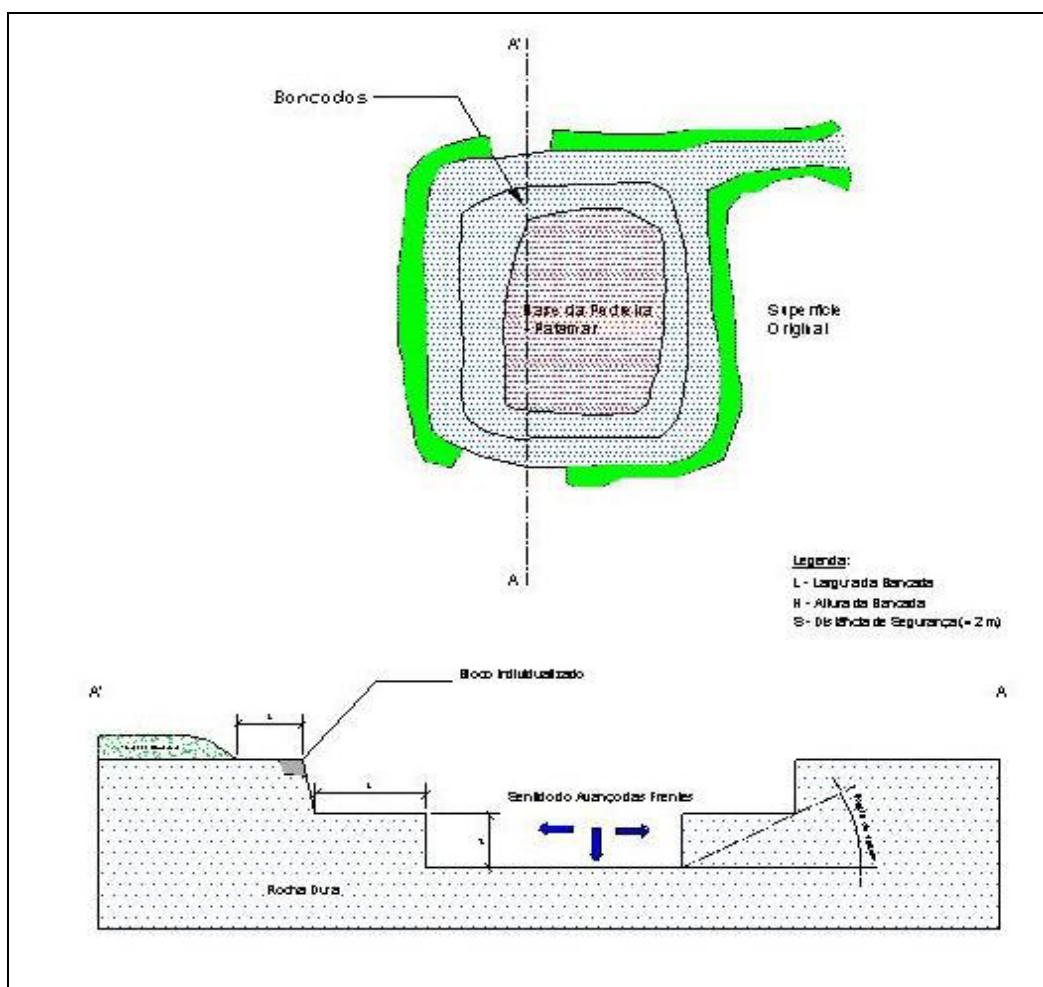 A'
Bancadas
Base da Pedreira
- Patamar
Superfície
Original
A
Legenda:
L - Largura da Bancada
H - Altura da Bancada
S - Distância de Segurança (= 2 m)
Bloco Individualizado
A'
A
L
Sentido do Avanço das Frentes
Rocha Dura